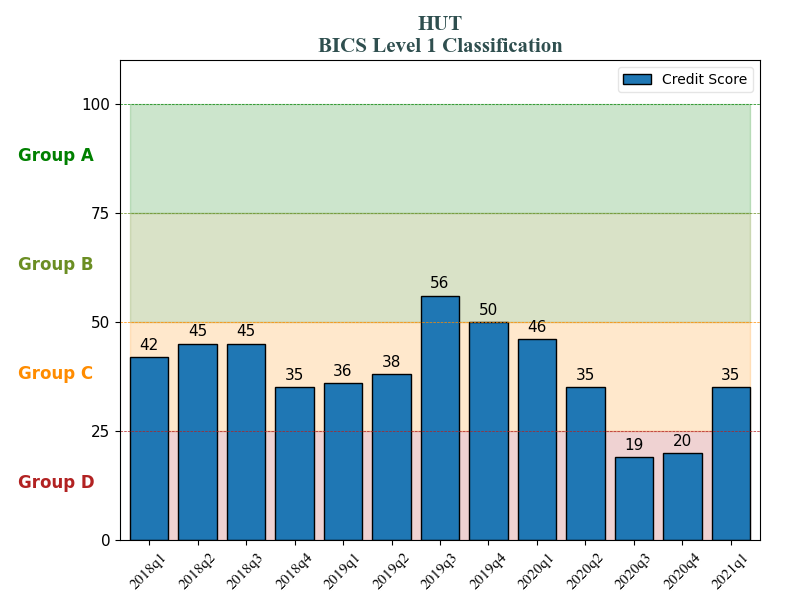 HUT
BICS Level 1 Classification
Credit Score
100
Group A
75
Group B
56
50
50
46
45
45
42
38
36
35
35
35
Group C
25
20
19
Group D
0
2018q1
2018q2
2018q3
2018q4
2019q1
2019q2
2019q3
2019q4
2020q1
2020q2
2020q3
2020q4
2021q1